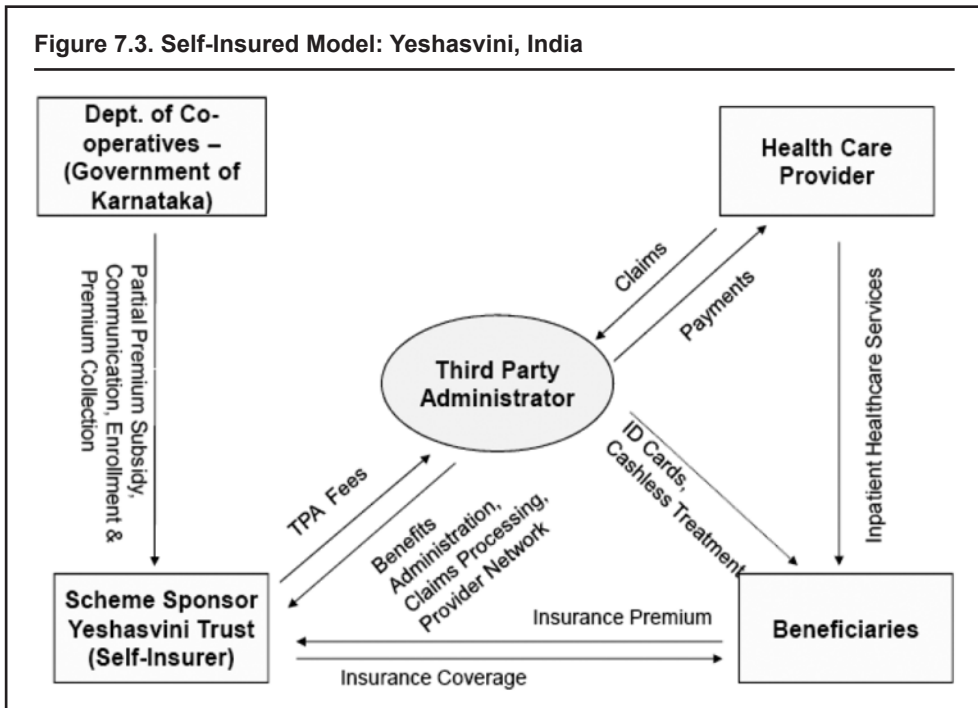 Figure 7.3. Self-Insured Model: Yeshasvini, India
Dept. of Co-
operatives –
(Government of
Karnataka)
Health Care
Provider
Partial Premium Subsidy,
Communication, Enrollment &
Premium Collection
Claims
Payments
Inpatient Healthcare Services
Third Party
Administrator
ID Cards,
Cashless Treatment
TPA Fees
Benefits
Administration,
Claims Processing,
Provider Network
Scheme Sponsor
Yeshasvini Trust
(Self-Insurer)
Insurance Premium
Insurance Coverage
Beneficiaries